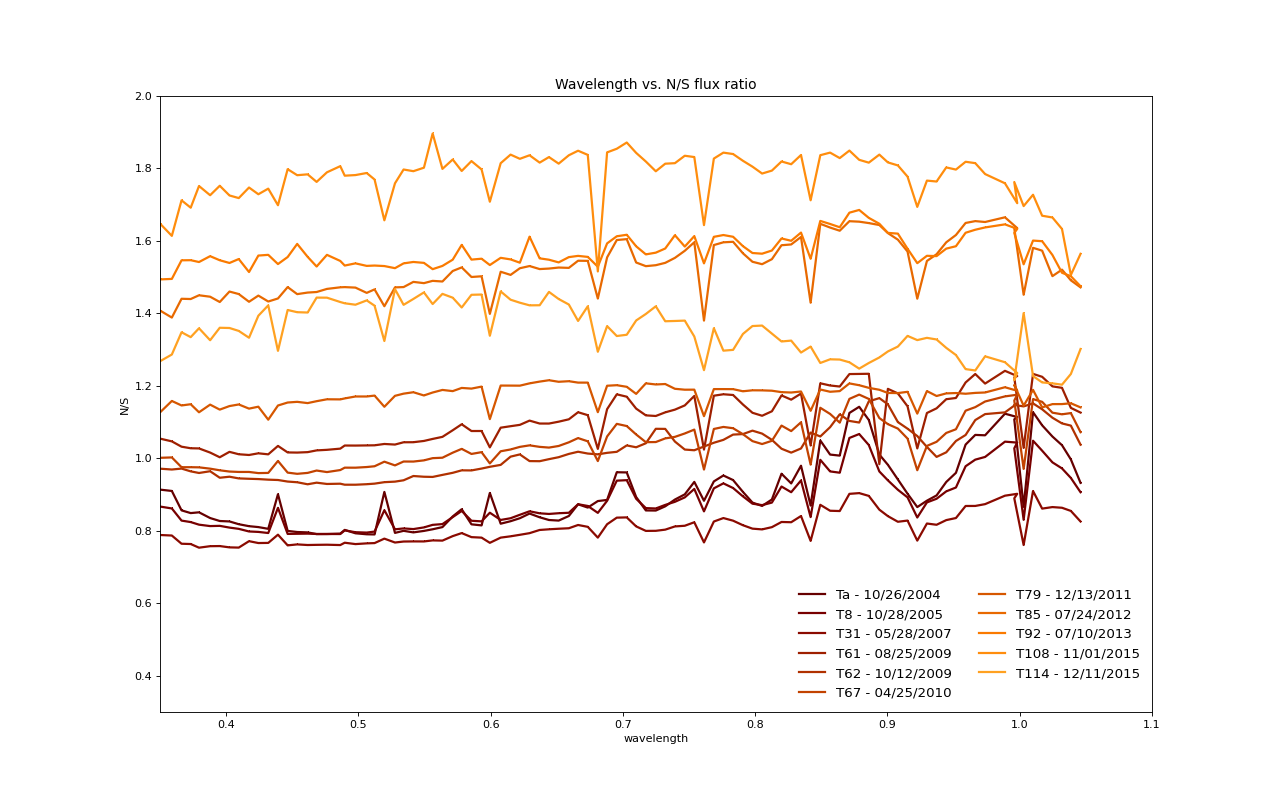 Wavelength vs. N/S flux ratio
2.0
1.8
1.6
1.4
1.2
1.0
0.8
0.6
0.4
N/S
Ta - 10/26/2004
T8 - 10/28/2005
T31 - 05/28/2007
T61 - 08/25/2009
T62 - 10/12/2009
T67 - 04/25/2010
T79 - 12/13/2011
T85 - 07/24/2012
T92 - 07/10/2013
T108 - 11/01/2015
T114 - 12/11/2015
0.4 0.5 0.6 0.7 0.8 0.9 1.0 1.1
wavelength